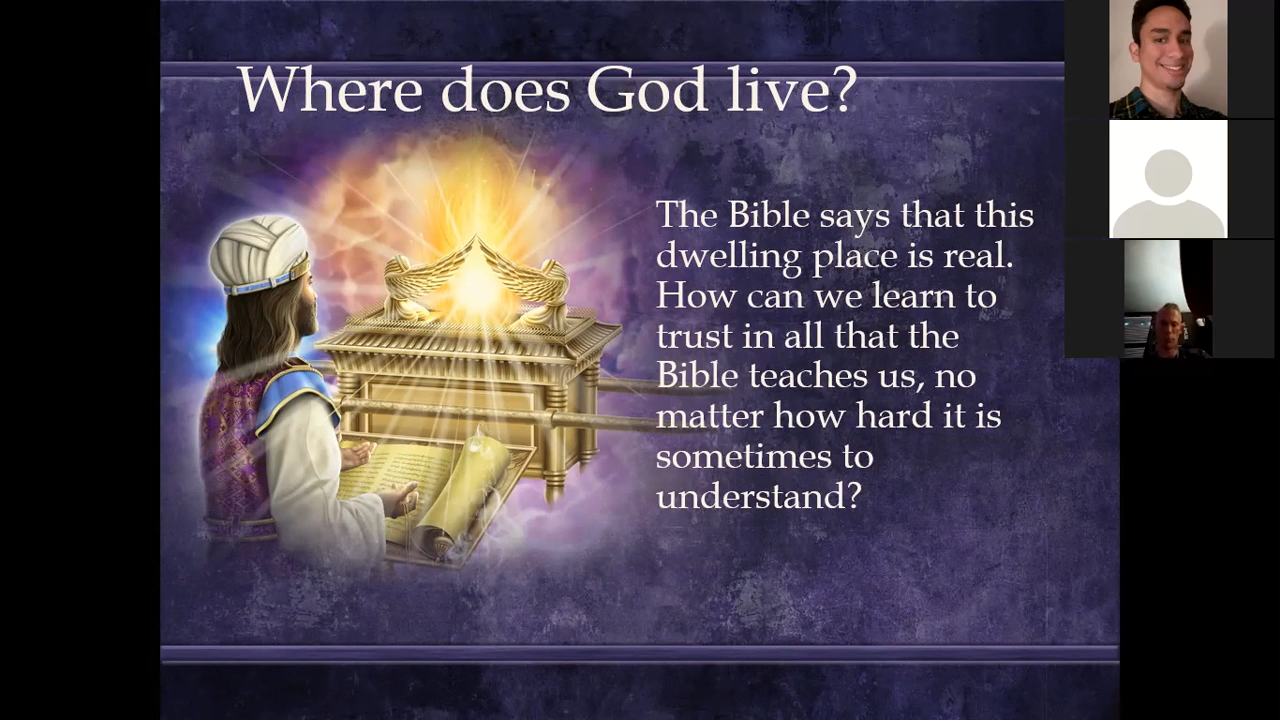 Where does God live?
The Bible says that this
dwelling place is real.
How can we learn to
trust in all that the
Bible teaches us, no
matter how hard it is
sometimes to
understand?